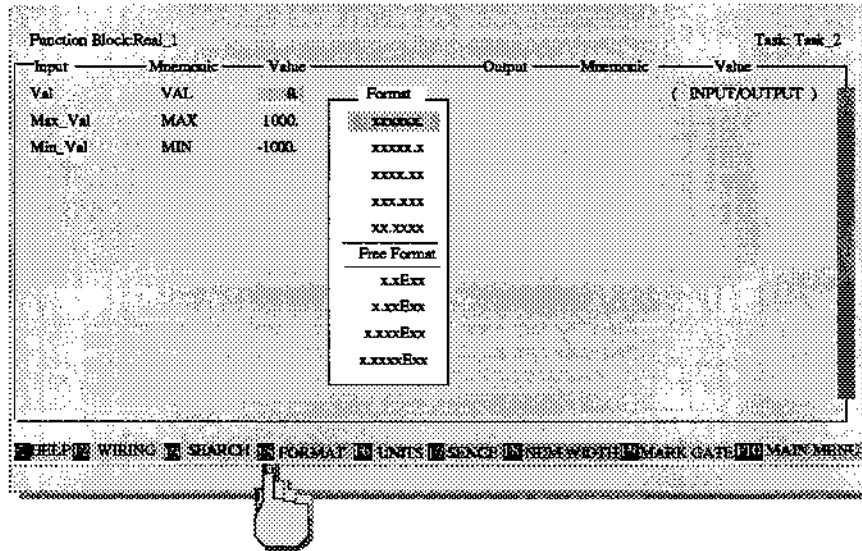 Function Block:Real_1 Task: Task_2
Input Mnemonic Value Output Mnemonic Value
Val VAL 0. ( INPUT/OUTPUT )
Max_Val MAX 1000.
Min_Val MIN -1000.
Format
xxxxxx.
xxxxx.x
xxxx.xx
xxx.xxx
xx.xxxx
Free Format
x.xExx
x.xxExx
x.xxxExx
x.xxxxExx
HELP WIRING SEARCH FORMAT UNITS MARK GATE F10 MAIN MENU